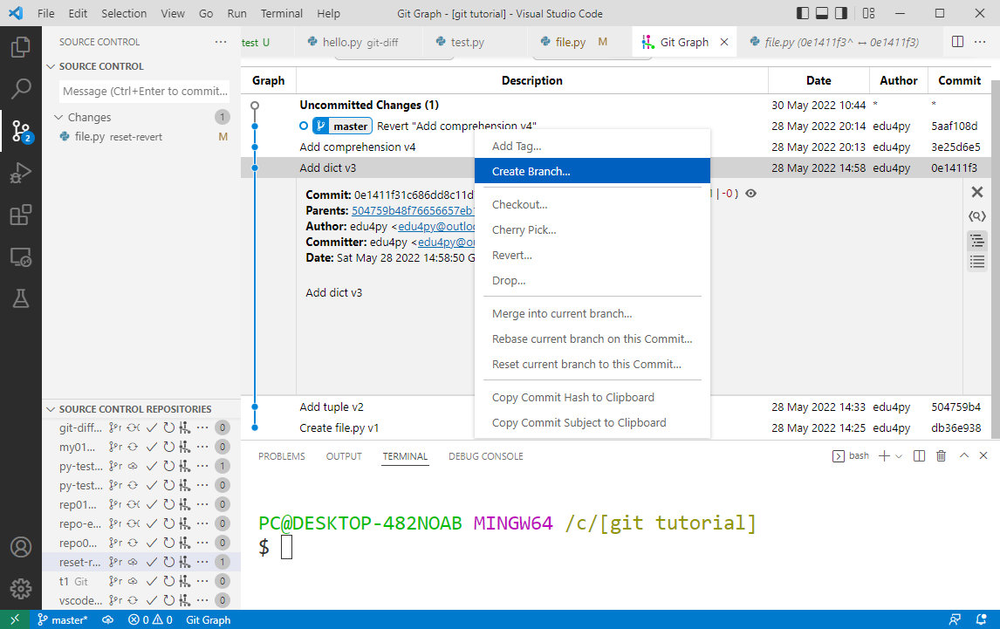 File Edit Selection View Go Run Terminal Help Git Graph - [git tutorial] - Visual Studio Code
SOURCE CONTROL ...
test U hello.py git-diff test.py file.py M Git Graph file.py (0e1411f3^ ↔ 0e1411f3) ...
SOURCE CONTROL
Message (Ctrl+Enter to commit...
Changes 1
file.py reset-revert M
2
Graph Description Date Author Commit
Uncommitted Changes (1) 30 May 2022 10:44 * *
master Revert "Add comprehension v4" 28 May 2022 20:14 edu4py 5aaf108d
Add comprehension v4 28 May 2022 20:13 edu4py 3e25d6e5
Add dict v3 28 May 2022 14:58 edu4py 0e1411f3
Commit: 0e1411f31c686dd8c11d
| -0 )
Parents: 504759b48f76656657eb
Author: edu4py <edu4py@outloo
Committer: edu4py <edu4py@ou
Date: Sat May 28 2022 14:58:50 G
Add dict v3
Add Tag...
Create Branch...
Checkout...
Cherry Pick...
Revert...
Drop...
Merge into current branch...
Rebase current branch on this Commit...
Reset current branch to this Commit...
Copy Commit Hash to Clipboard
Copy Commit Subject to Clipboard
Add tuple v2 28 May 2022 14:33 edu4py 504759b4
Create file.py v1 28 May 2022 14:25 edu4py db36e938
SOURCE CONTROL REPOSITORIES
git-diff... r ... 0
my01... r ... 0
py-test... r ... 1
py-test... r ... 0
rep01... r ... 0
repo-e... r ... 0
repo0... r ... 0
reset-r... r ... 1
t1 Git r ... 0
vscode... r ... 0
PROBLEMS OUTPUT TERMINAL DEBUG CONSOLE bash
PC@DESKTOP-482NOAB MINGW64 /c/[git tutorial]
$
master* 0 0 Git Graph